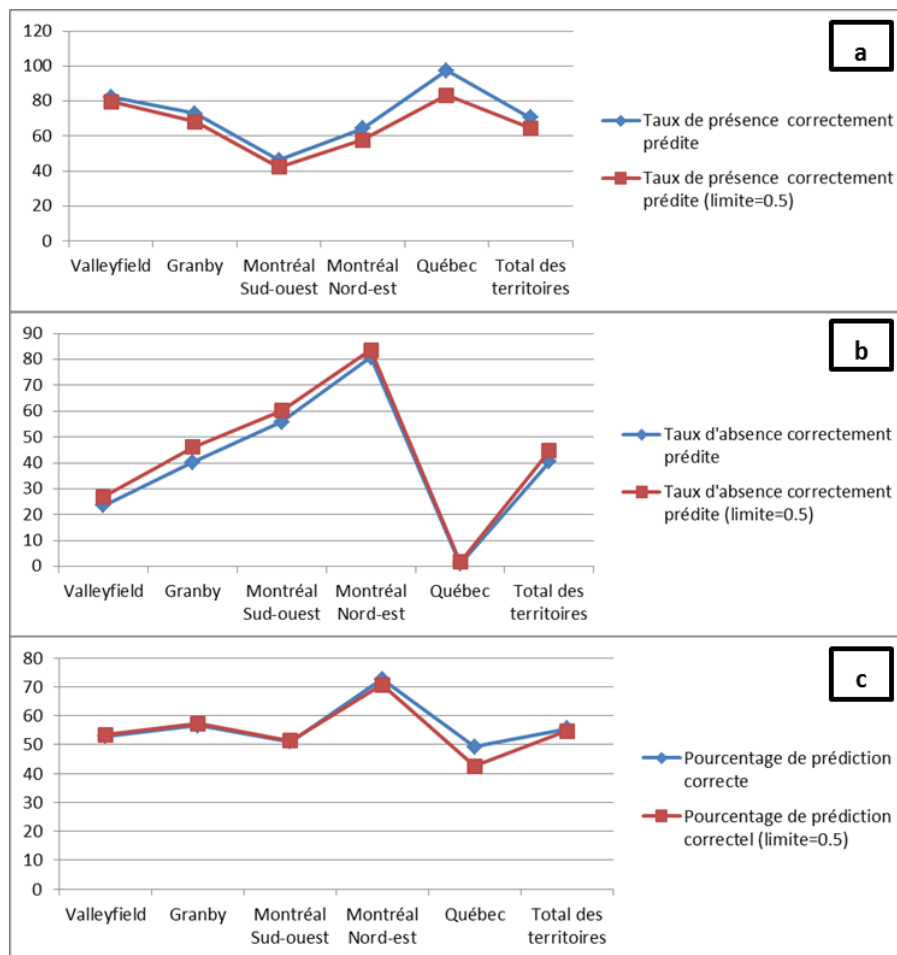 a
120
100
80
60
40
20
0
Valleyfield Granby Montréal Montréal Québec Total des
Sud-ouest Nord-est territoires
Taux de présence correctement
prédite
Taux de présence correctement
prédite (limite=0.5)
b
90
80
70
60
50
40
30
20
10
0
Valleyfield Granby Montréal Montréal Québec Total des
Sud-ouest Nord-est territoires
Taux d'absence correctement
prédite
Taux d'absence correctement
prédite (limite=0.5)
c
80
70
60
50
40
30
20
10
0
Valleyfield Granby Montréal Montréal Québec Total des
Sud-ouest Nord-est territoires
Pourcentage de prédiction
correcte
Pourcentage de prédiction
correctel (limite=0.5)